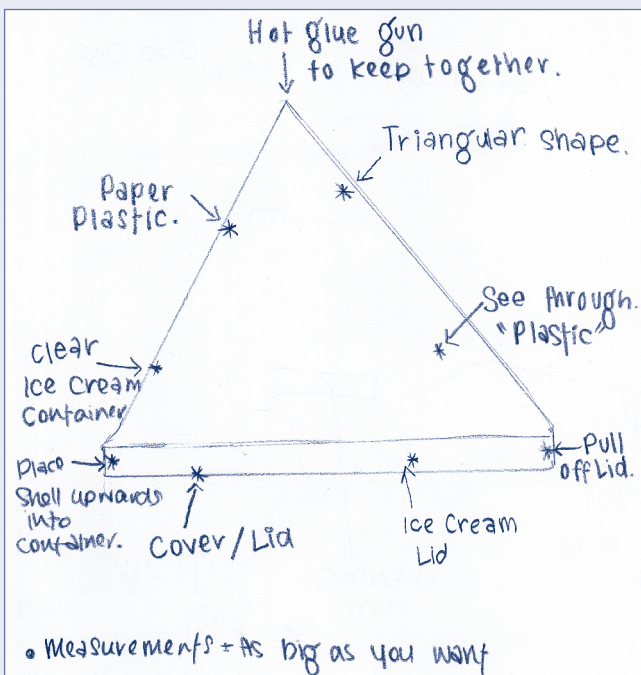 Hot glue gun
to keep together.
Triangular shape.
Paper
Plastic.
See through.
"Plastic"
Clear
Ice Cream
Container
Pull
off Lid.
Place
Shell upwards
into
container.
Cover/Lid
Ice Cream
Lid
• Measurements - As big as you want